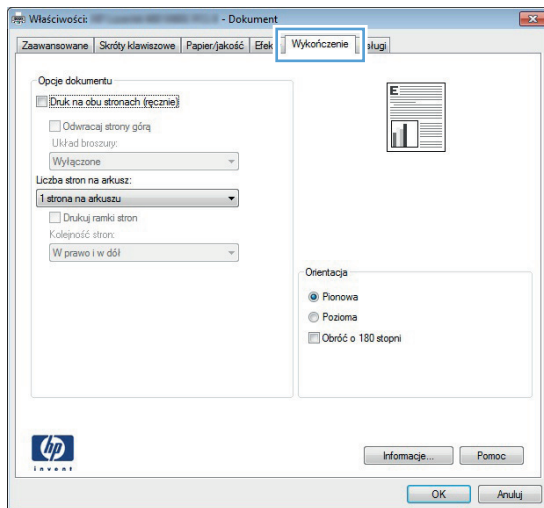 Właściwości: - Dokument
Zaawansowane Skróty klawiszowe Papier/jakość Efek Wykończenie sługi
Opcje dokumentu
Druk na obu stronach (ręcznie)
Odwracaj strony górą
Układ broszury:
Wyłączone
Liczba stron na arkusz:
1 strona na arkuszu
Drukuj ramki stron
Kolejność stron:
W prawo i w dół
E
Orientacja
Pionowa
Pozioma
Obróć o 180 stopni
hp
invent
Informacje... Pomoc
OK Anuluj